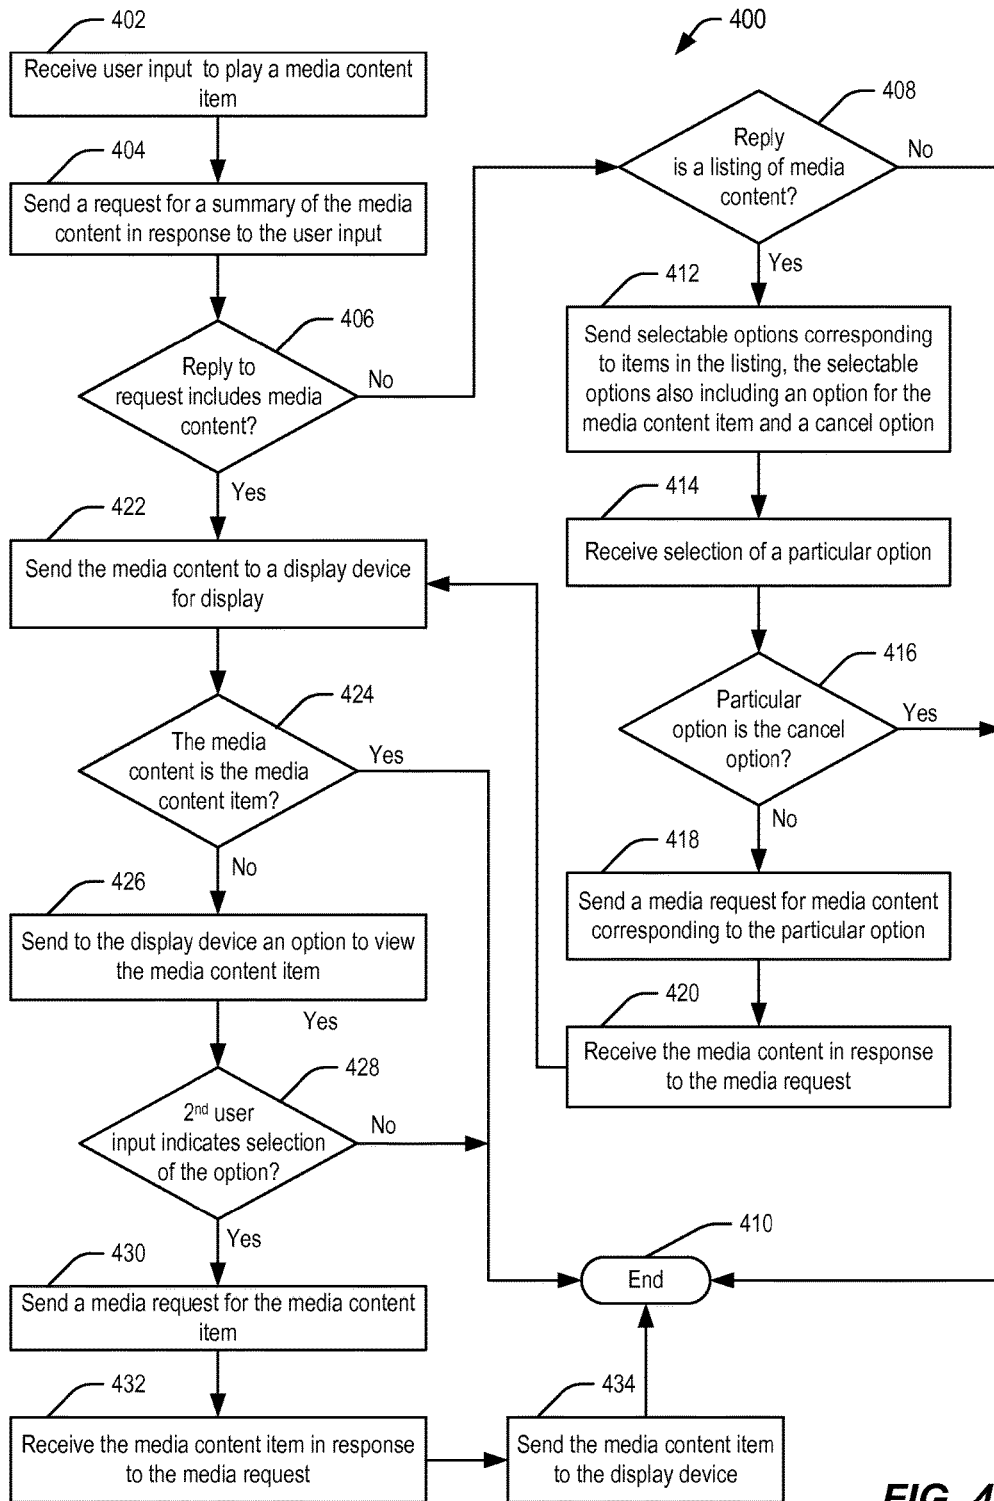 402
Receive user input to play a media content
item
404
Send a request for a summary of the media
content in response to the user input
406
Reply to
request includes media
content?
No
Yes
422
Send the media content to a display device
for display
424
The media
content is the media
content item?
Yes
No
426
Send to the display device an option to view
the media content item
Yes
428
2nd user
input indicates selection
of the option?
No
Yes
430
Send a media request for the media content
item
432
Receive the media content item in response
to the media request
434
Send the media content item
to the display device
400
408
Reply
is a listing of media
content?
No
Yes
412
Send selectable options corresponding
to items in the listing, the selectable
options also including an option for the
media content item and a cancel option
414
Receive selection of a particular option
416
Particular
option is the cancel
option?
Yes
No
418
Send a media request for media content
corresponding to the particular option
420
Receive the media content in response
to the media request
410
End
FIG. 4